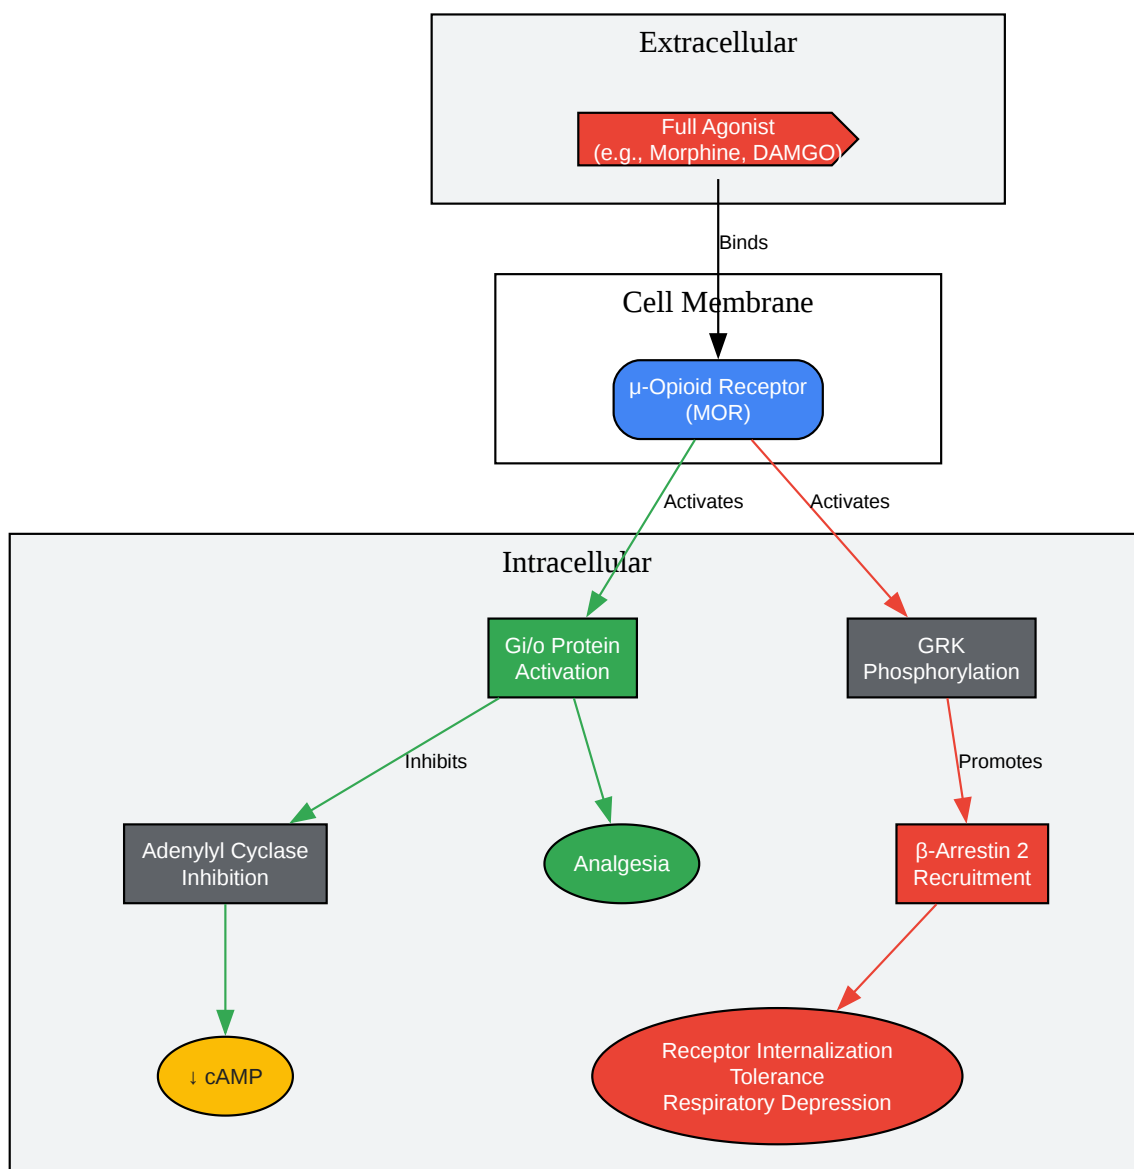 Extracellular
Full Agonist
(e.g., Morphine, DAMGO)
Binds
Cell Membrane
μ-Opioid Receptor
(MOR)
Activates
Activates
Intracellular
Gi/o Protein
Activation
GRK
Phosphorylation
Inhibits
Promotes
Adenylyl Cyclase
Inhibition
Analgesia
β-Arrestin 2
Recruitment
↓ cAMP
Receptor Internalization
Tolerance
Respiratory Depression